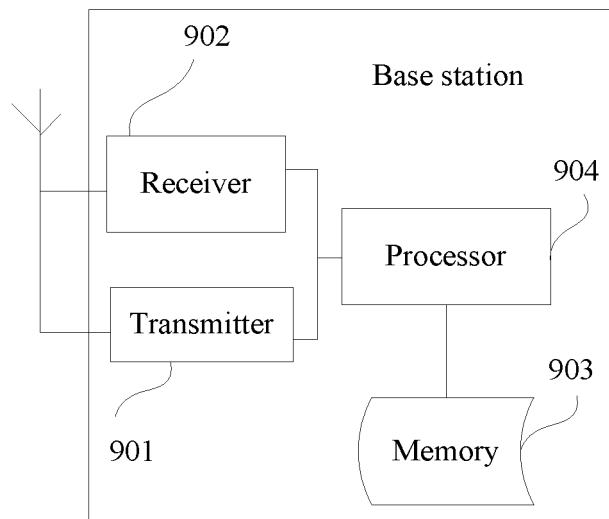 902
Base station
Receiver
904
Processor
Transmitter
903
901
Memory